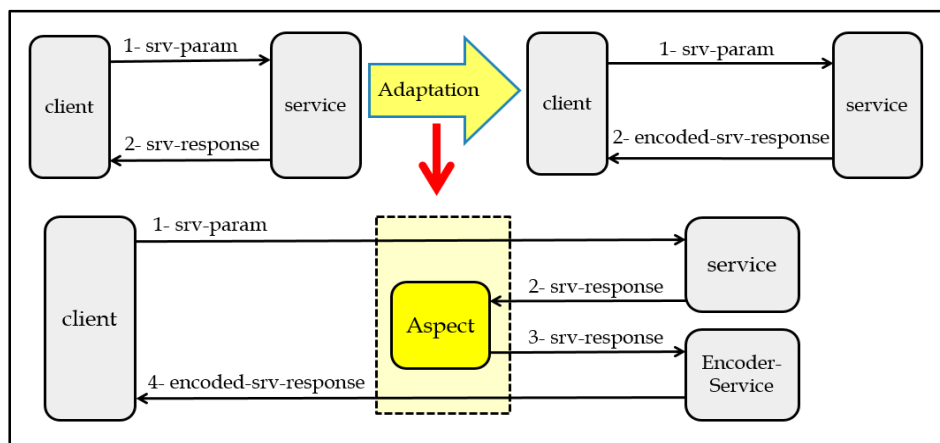 1- srv-param
client
service
2- srv-response
Adaptation
1- srv-param
client
service
2- encoded-srv-response
1- srv-param
client
service
2- srv-response
Aspect
3- srv-response
Encoder-
Service
4- encoded-srv-response